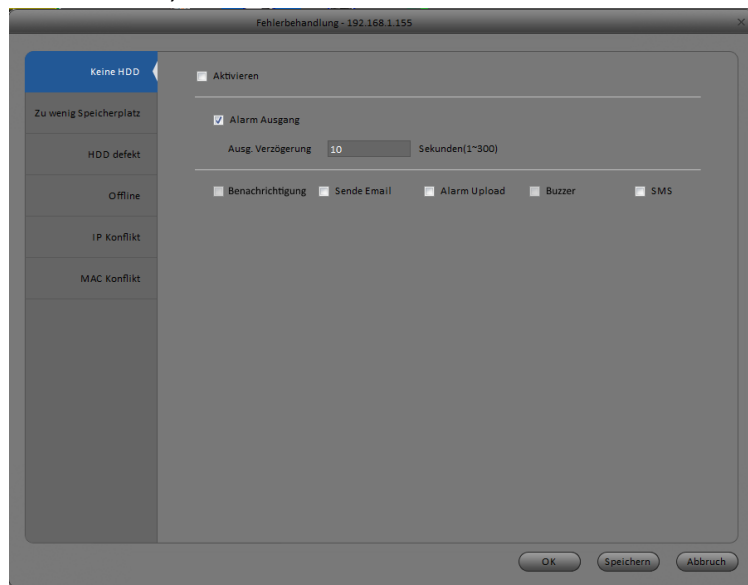 Fehlerbehandlung - 192.168.1.155
Keine HDD
Aktivieren
Zu wenig Speicherplatz
Alarm Ausgang
HDD defekt
Ausg. Verzögerung 10 Sekunden(1~300)
Offline
Benachrichtigung Sende Email Alarm Upload Buzzer SMS
IP Konflikt
MAC Konflikt
OK Speichern Abbruch